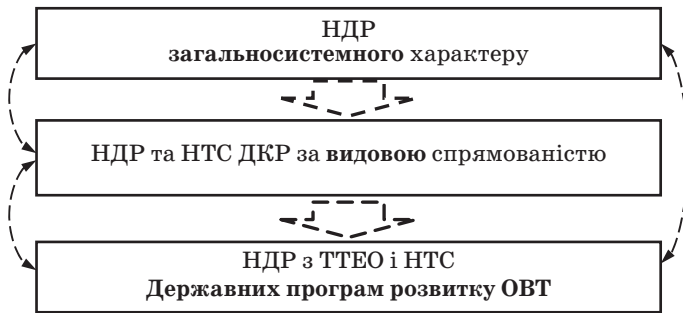 НДР
загальносистемного характеру
НДР та НТС ДКР за видовою спрямованістю
НДР з ТТЕО і НТС
Державних програм розвитку ОВТ